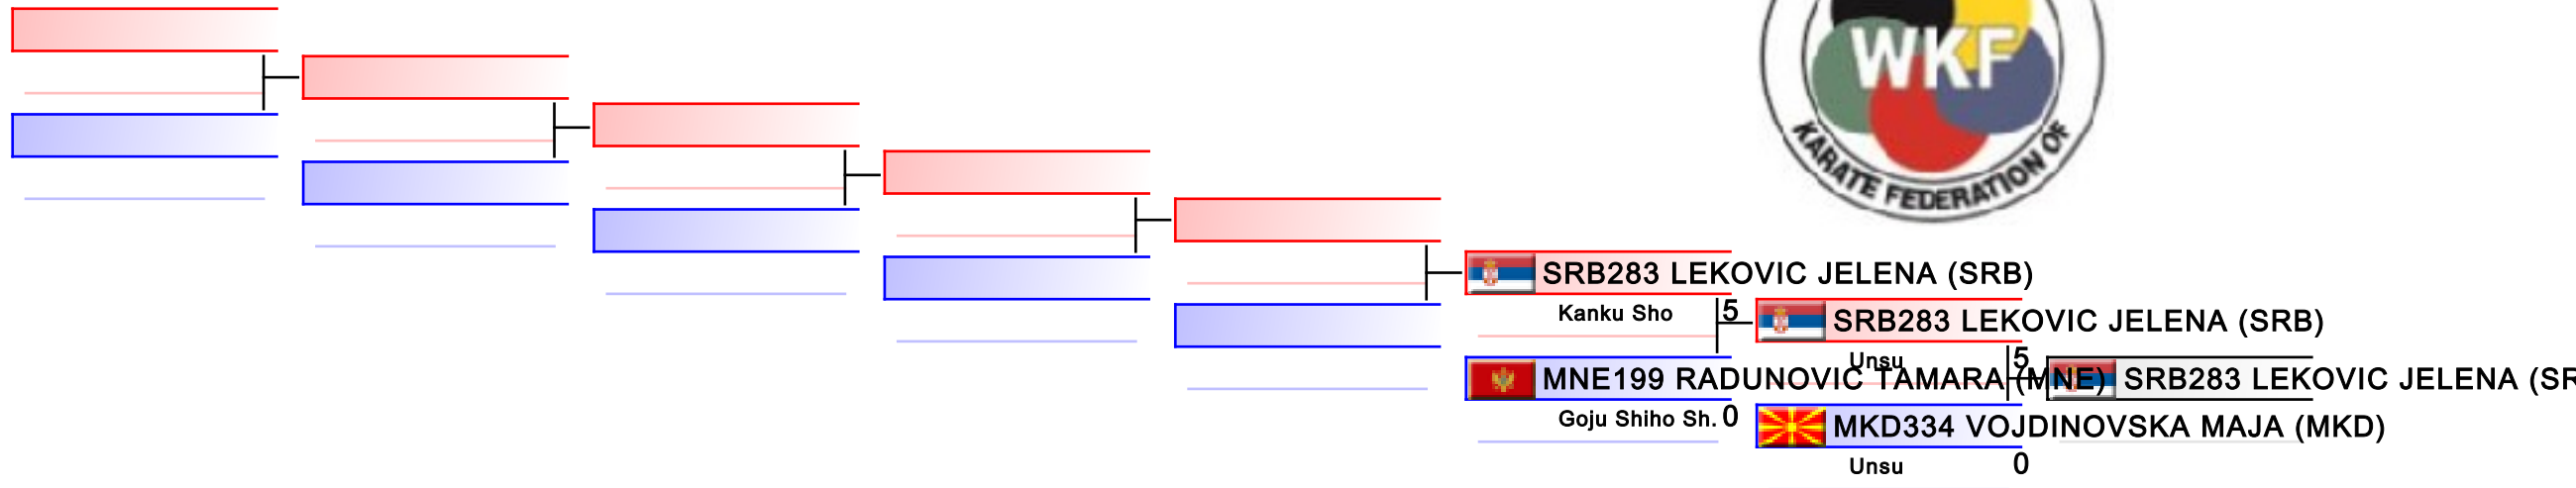 WKF
KARATE FEDERATION OF
SRB283 LEKOVIC JELENA (SRB)
Kanku Sho
5
SRB283 LEKOVIC JELENA (SRB)
Unsu
5
MNE199 RADUNOVIC TAMARA (MNE)
SRB283 LEKOVIC JELENA (SR
Goju Shiho Sh.
0
MKD334 VOJDINOVSKA MAJA (MKD)
Unsu
0